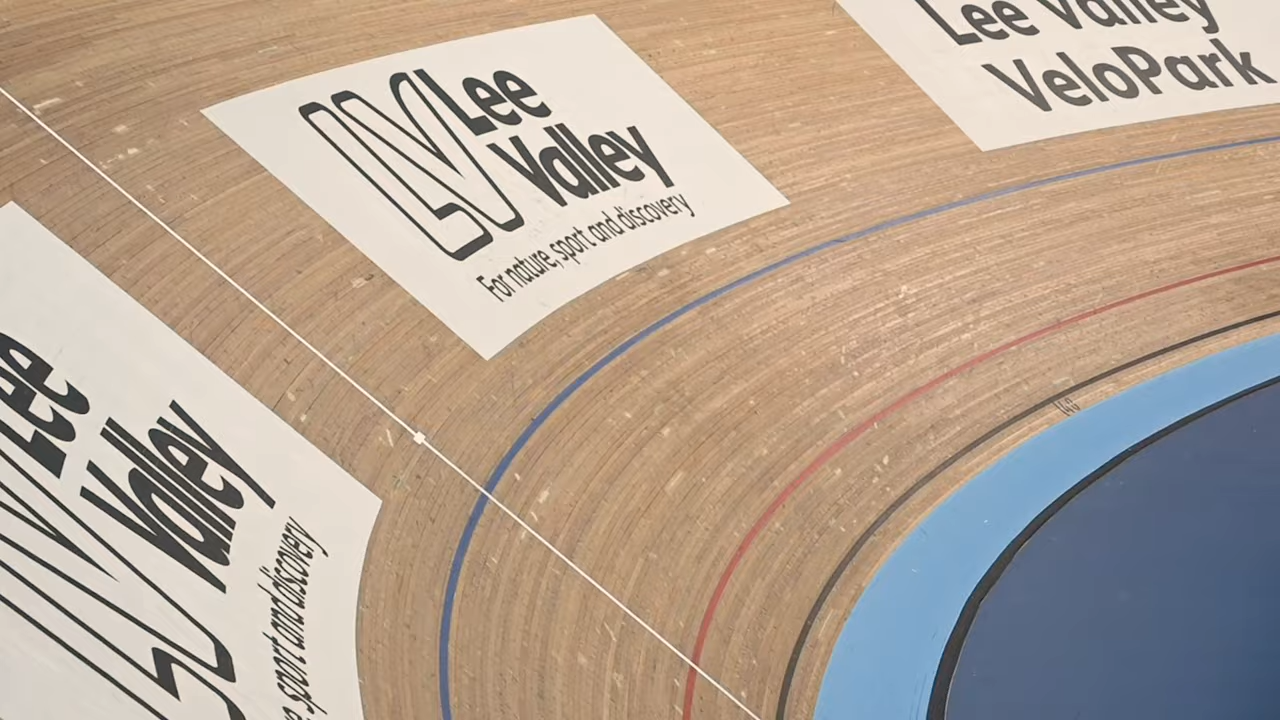 Lee Valley
VeloPark
Lee
Valley
For nature, sport and discovery
Lee
Valley
sport and discovery